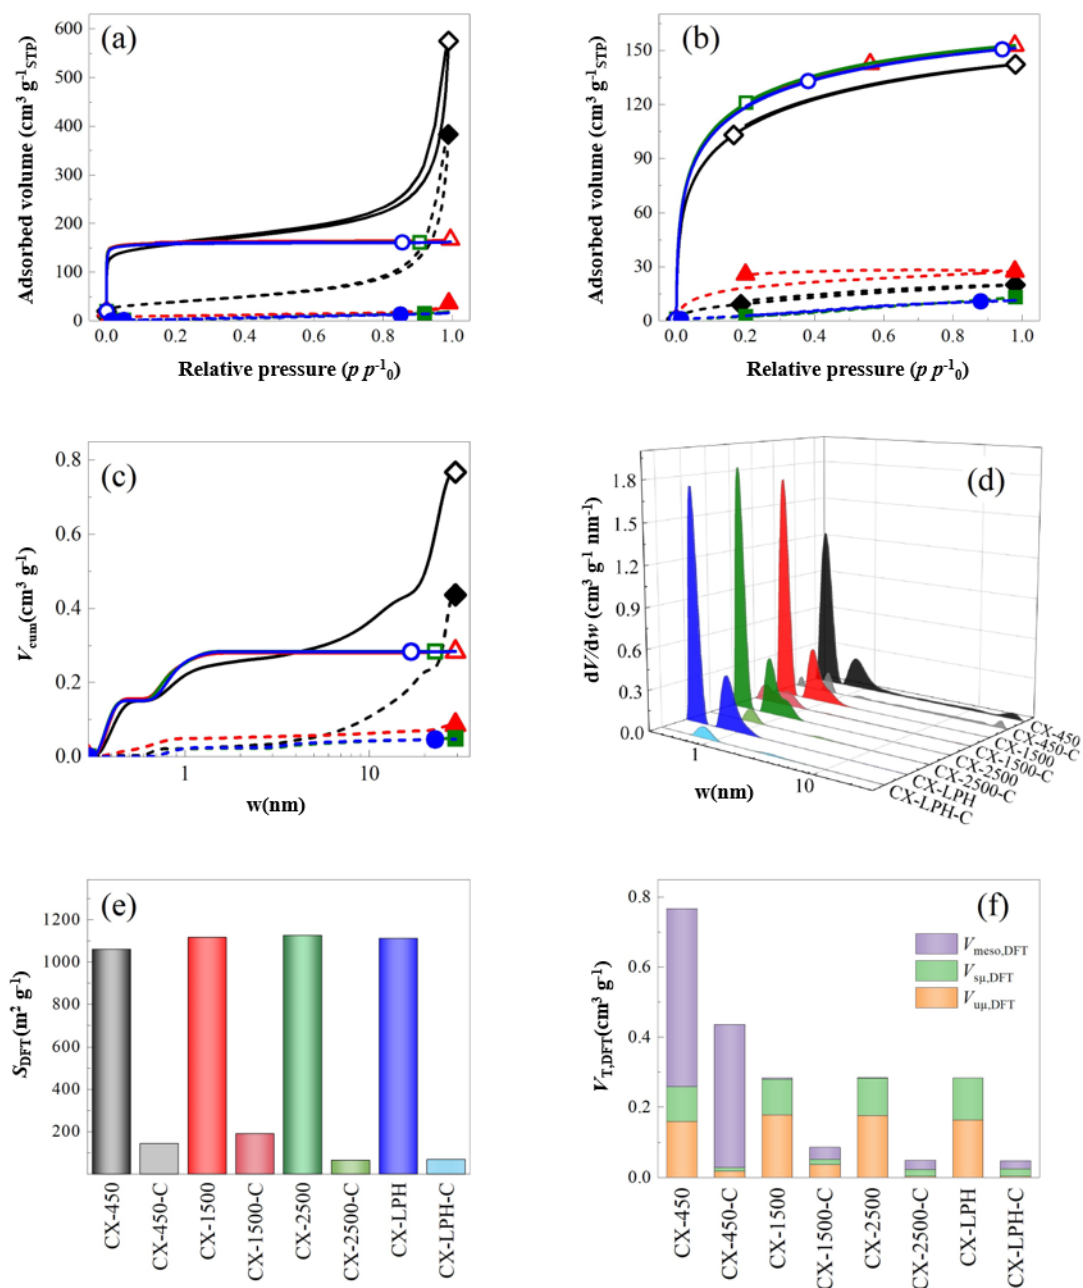 (a)
600
500
400
300
200
100
0
Adsorbed volume (cm³ g⁻¹STP)
0.0 0.2 0.4 0.6 0.8 1.0
Relative pressure (p p⁻¹₀)
(b)
150
120
90
60
30
0
Adsorbed volume (cm³ g⁻¹STP)
0.0 0.2 0.4 0.6 0.8 1.0
Relative pressure (p p⁻¹₀)
(c)
0.8
0.6
0.4
0.2
0.0
Vcum(cm³ g⁻¹)
1 10
w(nm)
(d)
1.8
1.5
1.2
0.9
0.6
0.3
0.0
dV/dw (cm³ g⁻¹ nm⁻¹)
1 10
w(nm)
CX-450
CX-450-C
CX-1500
CX-1500-C
CX-2500
CX-2500-C
CX-LPH
CX-LPH-C
(e)
1200
1000
800
600
400
200
SDFT(m² g⁻¹)
CX-450
CX-450-C
CX-1500
CX-1500-C
CX-2500
CX-2500-C
CX-LPH
CX-LPH-C
(f)
0.8
0.6
0.4
0.2
0.0
VT,DFT(cm³ g⁻¹)
Vmeso,DFT
Vsμ,DFT
Vuμ,DFT
CX-450
CX-450-C
CX-1500
CX-1500-C
CX-2500
CX-2500-C
CX-LPH
CX-LPH-C